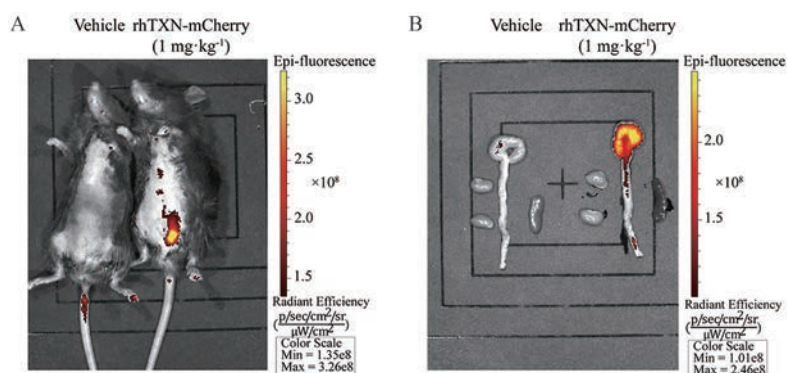 A
Vehicle rhTXN-mCherry
(1 mg·kg⁻¹)
Epi-fluorescence
3.0
2.5
×10⁸
2.0
1.5
Radiant Efficiency
(p/sec/cm²/sr
μW/cm²)
Color Scale
Min = 1.35e8
Max = 3.26e8
B
Vehicle rhTXN-mCherry
(1 mg·kg⁻¹)
Epi-fluorescence
2.0
×10⁸
1.5
Radiant Efficiency
(p/sec/cm²/sr
μW/cm²)
Color Scale
Min = 1.01e8
Max = 2.46e8